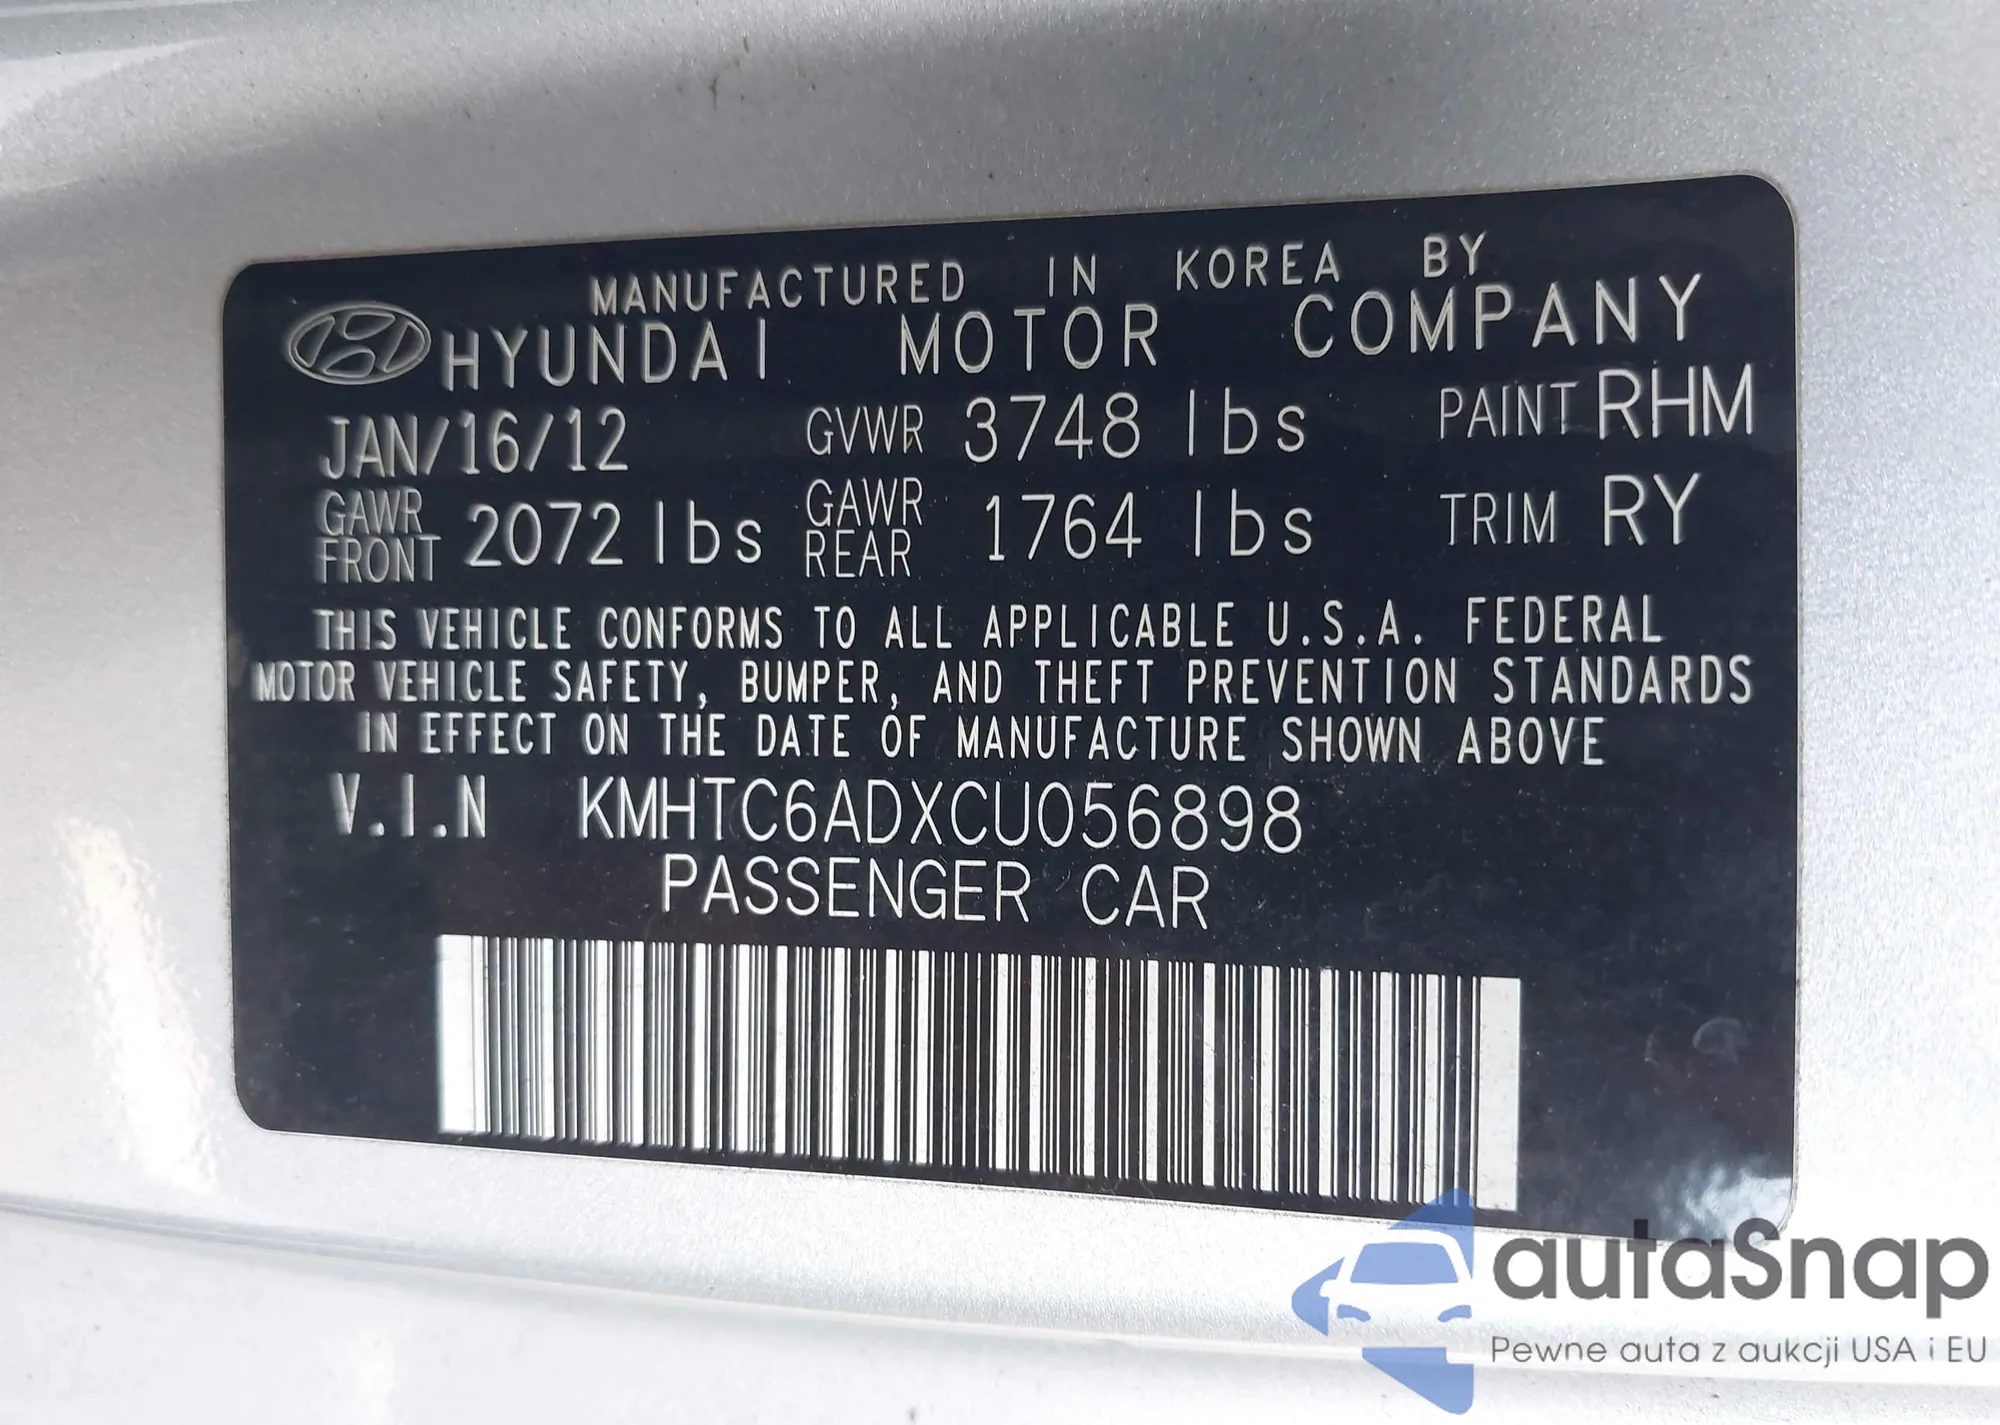 MANUFACTURED IN KOREA BY
HYUNDAI MOTOR COMPANY
JAN/16/12 GVWR 3748 lbs PAINT RHM
GAWR FRONT 2072 lbs GAWR REAR 1764 lbs TRIM RY
THIS VEHICLE CONFORMS TO ALL APPLICABLE U.S.A. FEDERAL
MOTOR VEHICLE SAFETY, BUMPER, AND THEFT PREVENTION STANDARDS
IN EFFECT ON THE DATE OF MANUFACTURE SHOWN ABOVE
V.I.N KMHTC6ADXCU056898
PASSENGER CAR
autaSnap
Pewne auta z aukcji USA i EU